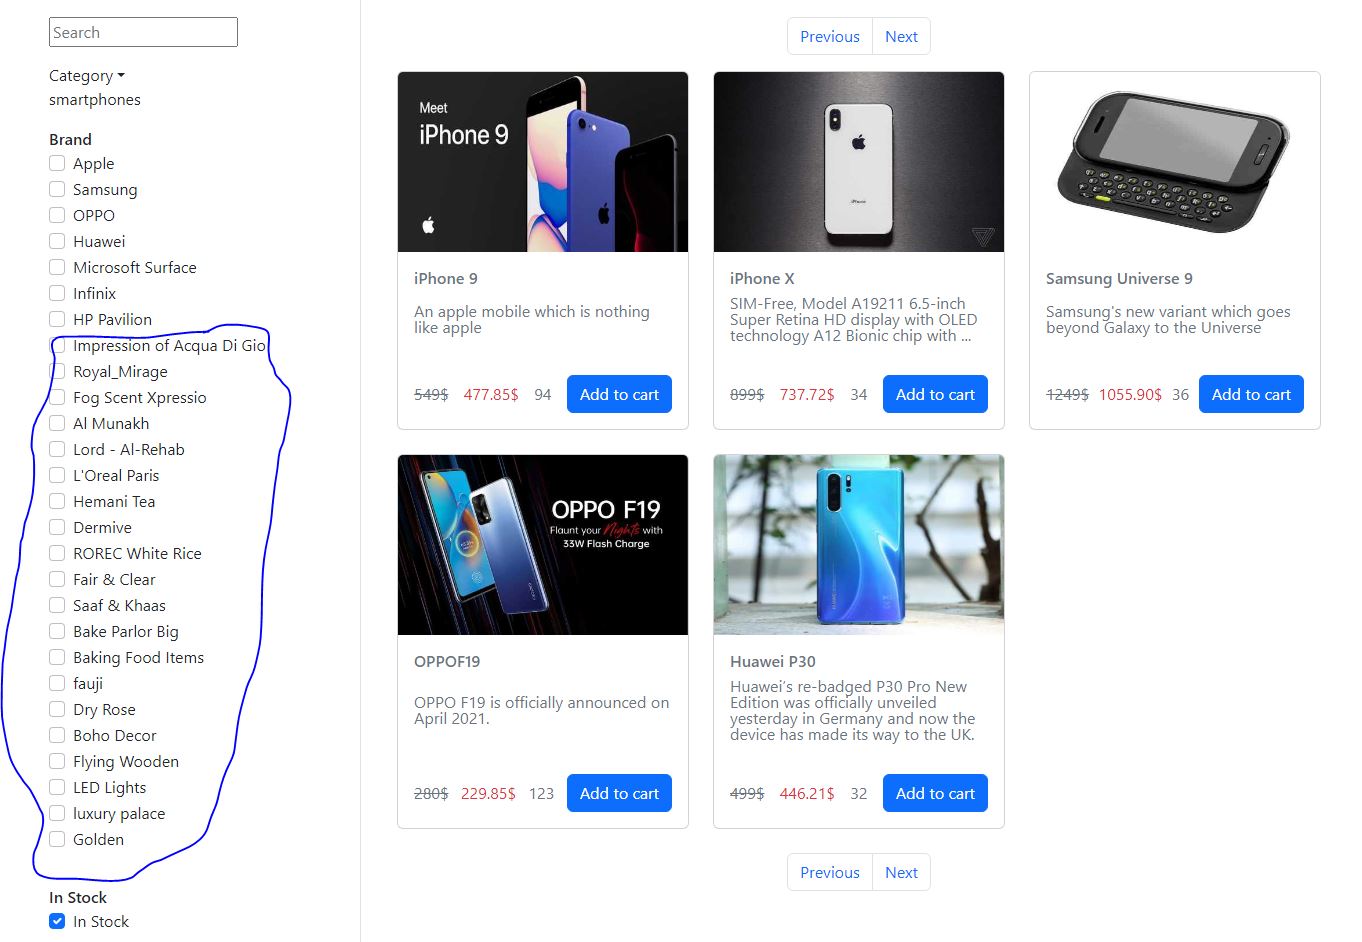 Search
Category
smartphones
Brand
Apple
Samsung
OPPO
Huawei
Microsoft Surface
Infinix
HP Pavilion
Impression of Acqua Di Gio
Royal_Mirage
Fog Scent Xpressio
Al Munakh
Lord - Al-Rehab
L'Oreal Paris
Hemani Tea
Dermive
ROREC White Rice
Fair & Clear
Saaf & Khaas
Bake Parlor Big
Baking Food Items
fauji
Dry Rose
Boho Decor
Flying Wooden
LED Lights
luxury palace
Golden
In Stock
In Stock
Previous Next
Meet
iPhone 9
iPhone 9
An apple mobile which is nothing
like apple
549$ 477.85$ 94 Add to cart
iPhone
iPhone X
SIM-Free, Model A19211 6.5-inch
Super Retina HD display with OLED
technology A12 Bionic chip with ...
899$ 737.72$ 34 Add to cart
Samsung Universe 9
Samsung's new variant which goes
beyond Galaxy to the Universe
1249$ 1055.90$ 36 Add to cart
OPPO F19
Flaunt your Nights with
33W Flash Charge
OPPOF19
OPPO F19 is officially announced on
April 2021.
280$ 229.85$ 123 Add to cart
Huawei P30
Huawei’s re-badged P30 Pro New
Edition was officially unveiled
yesterday in Germany and now the
device has made its way to the UK.
499$ 446.21$ 32 Add to cart
Previous Next